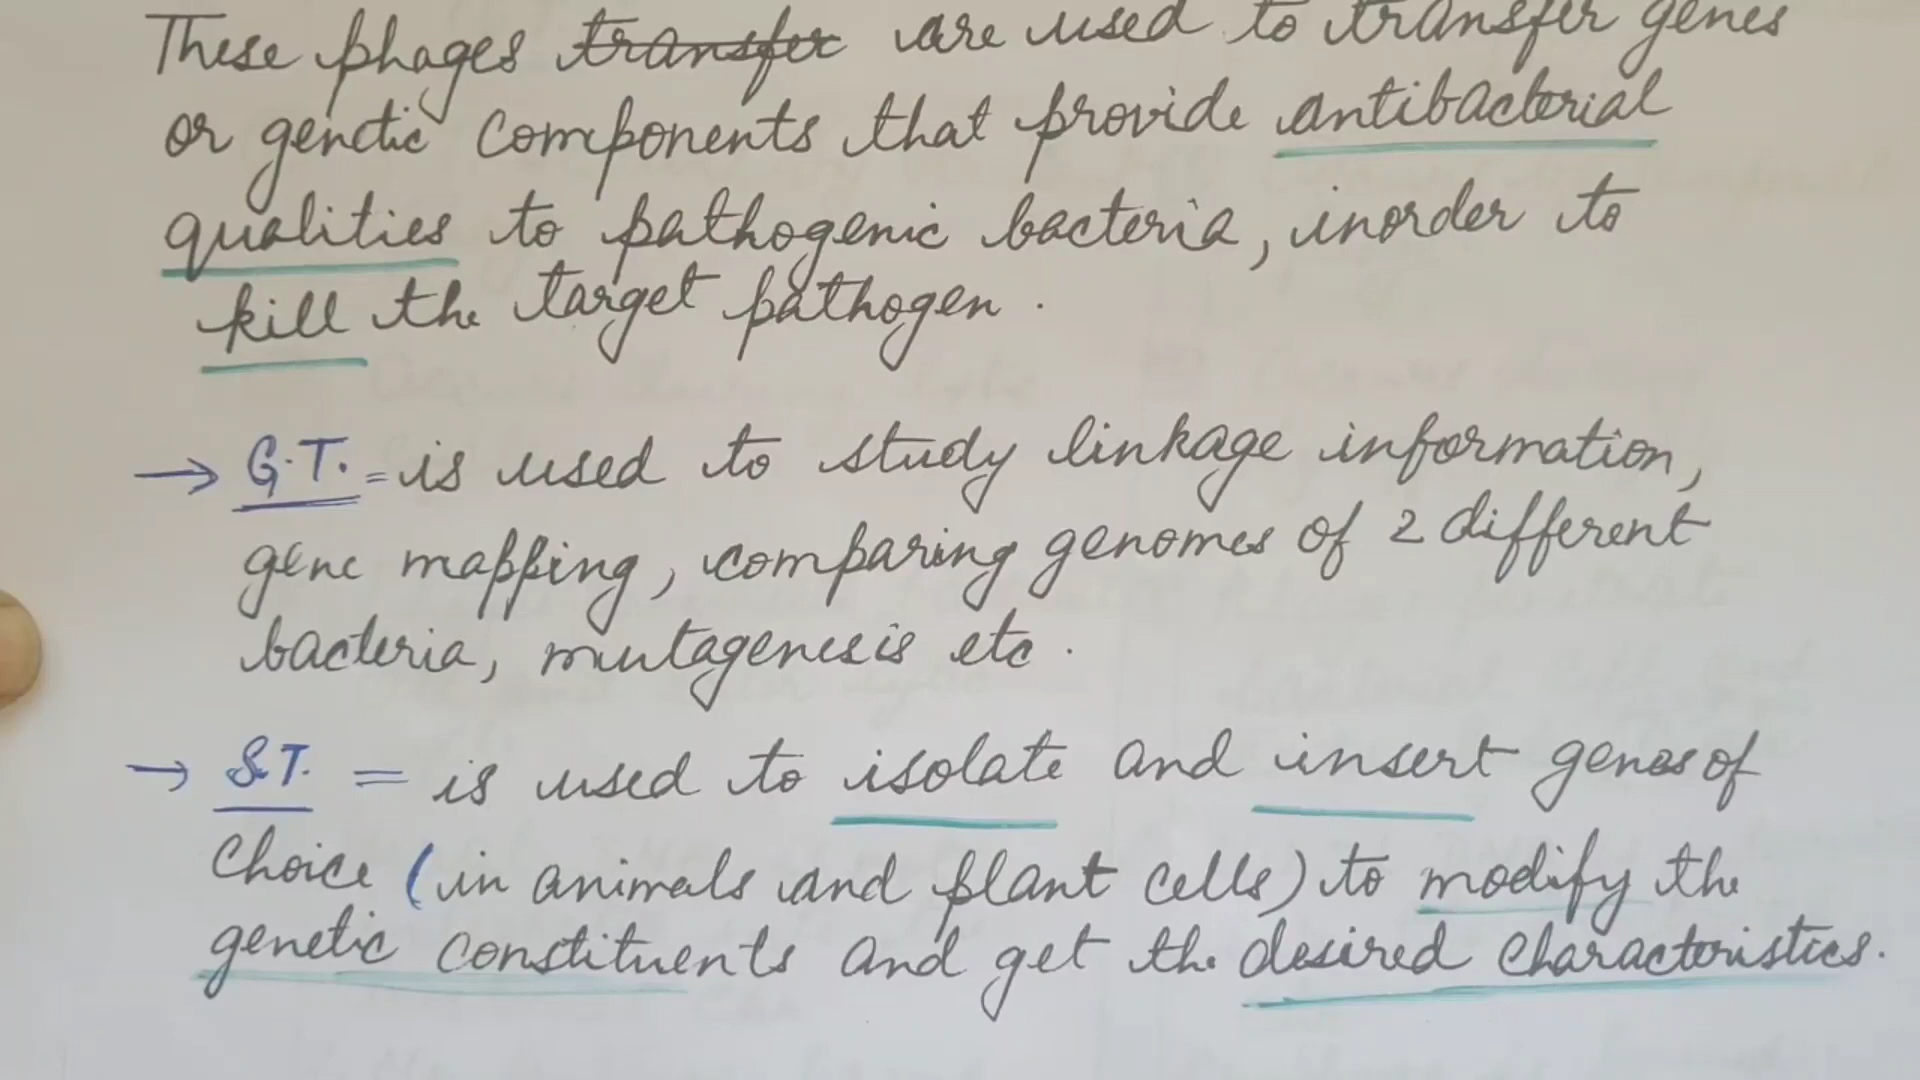 These phages transfer are used to transfer genes
or genetic components that provide antibacterial
qualities to pathogenic bacteria, inorder to
kill the target pathogen.
→ G.T. = is used to study linkage information,
gene mapping, comparing genomes of 2 different
bacteria, mutagenesis etc.
→ S.T. = is used to isolate and insert genes of
choice (in animals and plant cells) to modify the
genetic constituents and get the desired characteristics.